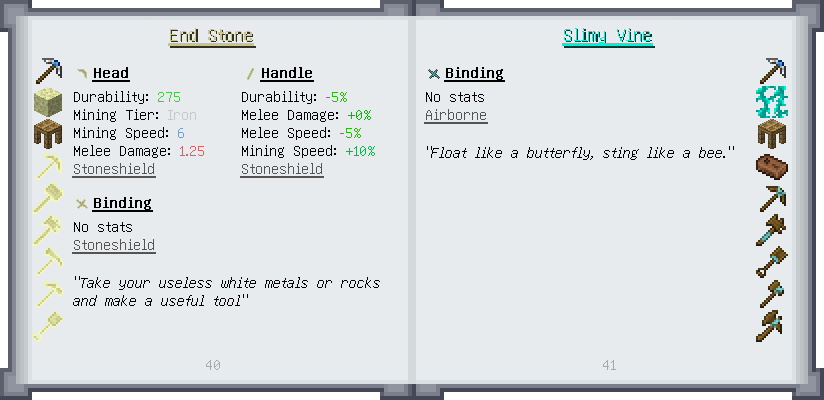 End Stone
Head
Durability: 275
Mining Tier: Iron
Mining Speed: 6
Melee Damage: 1.25
Stoneshield
Handle
Durability: -5%
Melee Damage: +0%
Melee Speed: -5%
Mining Speed: +10%
Stoneshield
Binding
No stats
Stoneshield
"Take your useless white metals or rocks
and make a useful tool"
40
Slimy Vine
Binding
No stats
Airborne
"Float like a butterfly, sting like a bee."
41